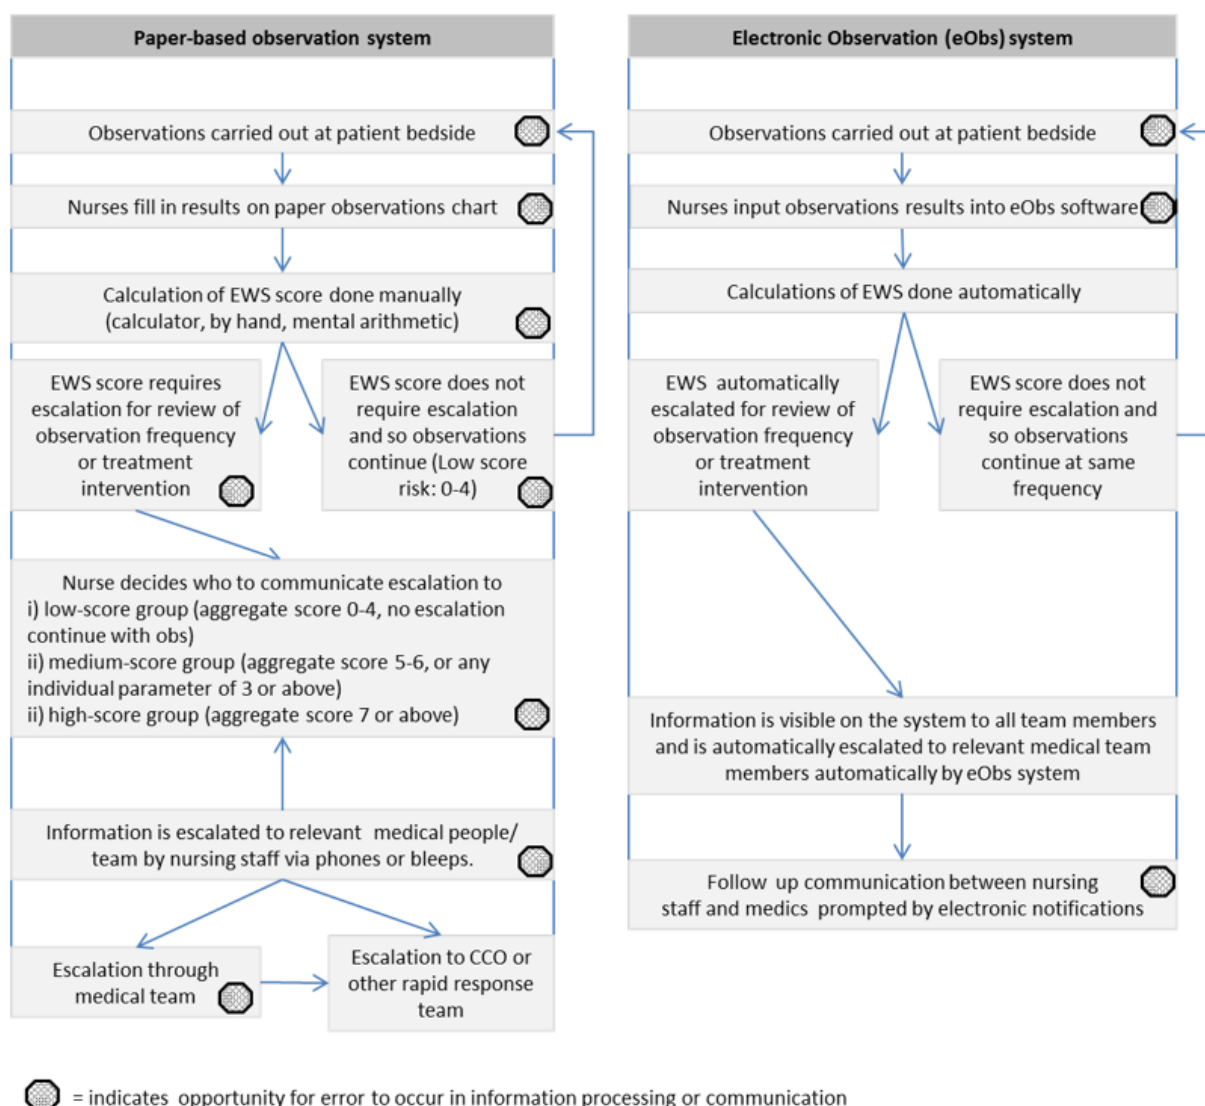 Paper-based observation system
Observations carried out at patient bedside
Nurses fill in results on paper observations chart
Calculation of EWS score done manually
(calculator, by hand, mental arithmetic)
EWS score requires
escalation for review of
observation frequency
or treatment
intervention
EWS score does not
require escalation
and so observations
continue (Low score
risk: 0-4)
Nurse decides who to communicate escalation to
i) low-score group (aggregate score 0-4, no escalation
continue with obs)
ii) medium-score group (aggregate score 5-6, or any
individual parameter of 3 or above)
ii) high-score group (aggregate score 7 or above)
Information is escalated to relevant medical people/
team by nursing staff via phones or bleeps.
Escalation through
medical team
Escalation to CCO or
other rapid response
team
Electronic Observation (eObs) system
Observations carried out at patient bedside
Nurses input observations results into eObs software
Calculations of EWS done automatically
EWS automatically
escalated for review of
observation frequency
or treatment
intervention
EWS score does not
require escalation and
so observations
continue at same
frequency
Information is visible on the system to all team members
and is automatically escalated to relevant medical team
members automatically by eObs system
Follow up communication between nursing
staff and medics prompted by electronic notifications
= indicates opportunity for error to occur in information processing or communication